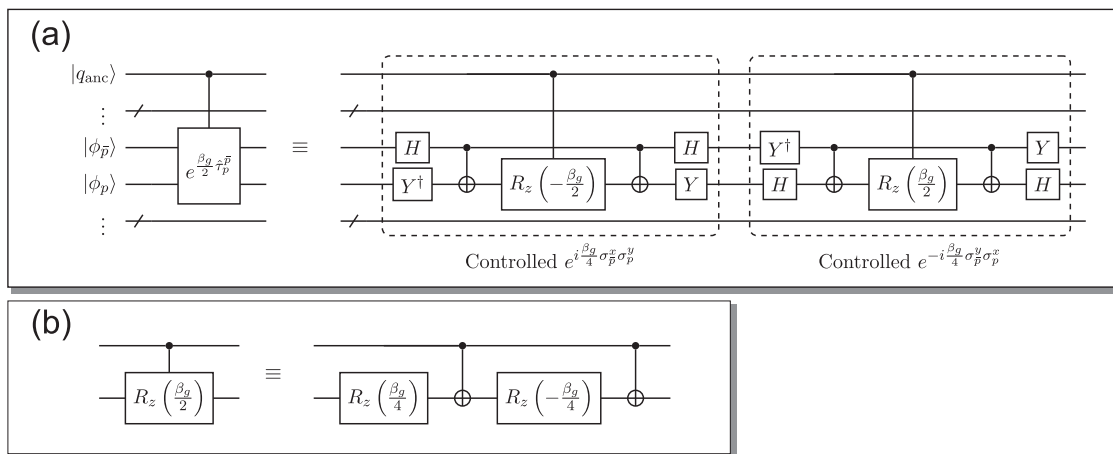 (a)
|q_anc⟩
⋮
|φ_p̄⟩ ≡ H H Y† Y
e^{β_g/2 τ̂_p^p̄} R_z(−β_g/2) R_z(β_g/2)
|φ_p⟩ Y† Y H H
⋮
Controlled e^{i β_g/4 σ_p̄^x σ_p^y} Controlled e^{−i β_g/4 σ_p̄^y σ_p^x}
(b)
R_z(β_g/2) ≡ R_z(β_g/4) R_z(−β_g/4)